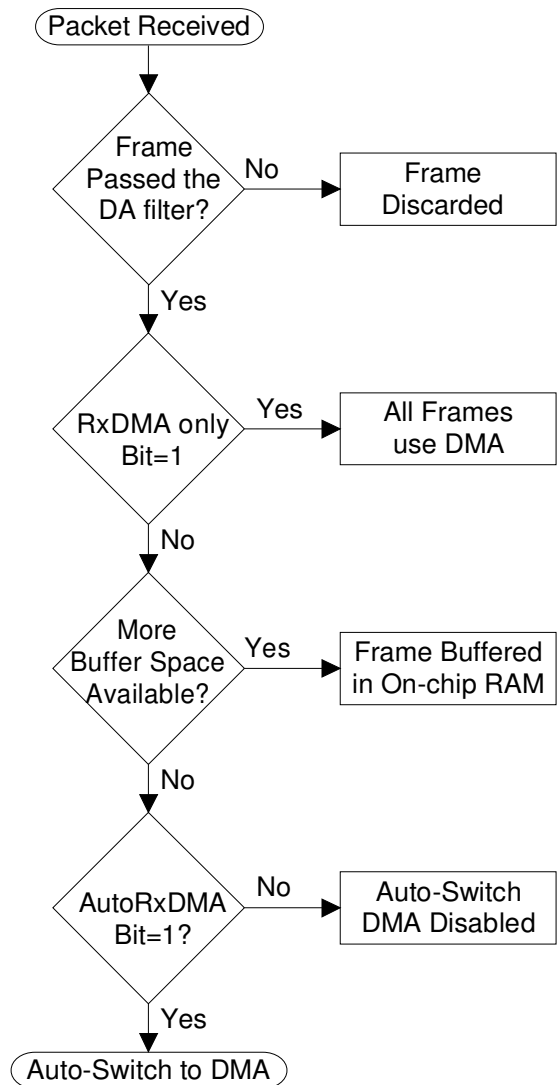 Packet Received
Frame
Passed the
DA filter?
No
Frame
Discarded
Yes
RxDMA only
Bit=1
Yes
All Frames
use DMA
No
More
Buffer Space
Available?
Yes
Frame Buffered
in On-chip RAM
No
AutoRxDMA
Bit=1?
No
Auto-Switch
DMA Disabled
Yes
Auto-Switch to DMA